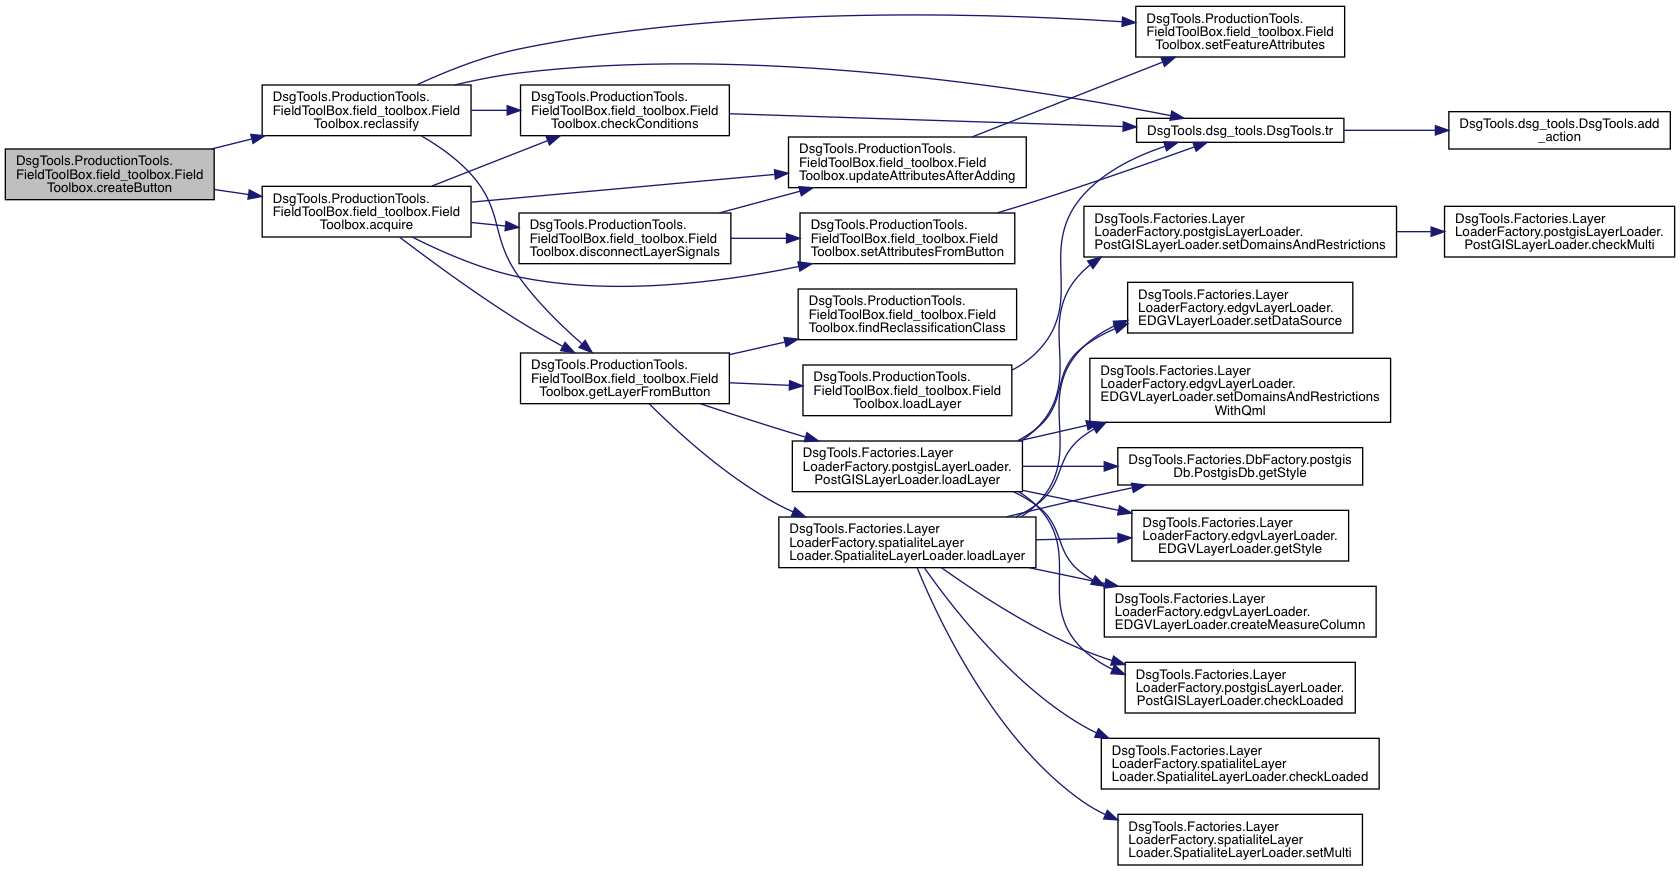 DsgTools.ProductionTools.
FieldToolBox.field_toolbox.Field
Toolbox.createButton
DsgTools.ProductionTools.
FieldToolBox.field_toolbox.Field
Toolbox.reclassify
DsgTools.ProductionTools.
FieldToolBox.field_toolbox.Field
Toolbox.acquire
DsgTools.ProductionTools.
FieldToolBox.field_toolbox.Field
Toolbox.checkConditions
DsgTools.ProductionTools.
FieldToolBox.field_toolbox.Field
Toolbox.disconnectLayerSignals
DsgTools.ProductionTools.
FieldToolBox.field_toolbox.Field
Toolbox.getLayerFromButton
DsgTools.ProductionTools.
FieldToolBox.field_toolbox.Field
Toolbox.updateAttributesAfterAdding
DsgTools.ProductionTools.
FieldToolBox.field_toolbox.Field
Toolbox.setAttributesFromButton
DsgTools.ProductionTools.
FieldToolBox.field_toolbox.Field
Toolbox.findReclassificationClass
DsgTools.ProductionTools.
FieldToolBox.field_toolbox.Field
Toolbox.loadLayer
DsgTools.Factories.Layer
LoaderFactory.postgisLayerLoader.
PostGISLayerLoader.loadLayer
DsgTools.Factories.Layer
LoaderFactory.spatialiteLayer
Loader.SpatialiteLayerLoader.loadLayer
DsgTools.ProductionTools.
FieldToolBox.field_toolbox.Field
Toolbox.setFeatureAttributes
DsgTools.dsg_tools.DsgTools.tr
DsgTools.Factories.Layer
LoaderFactory.postgisLayerLoader.
PostGISLayerLoader.setDomainsAndRestrictions
DsgTools.Factories.Layer
LoaderFactory.edgvLayerLoader.
EDGVLayerLoader.setDataSource
DsgTools.Factories.Layer
LoaderFactory.edgvLayerLoader.
EDGVLayerLoader.setDomainsAndRestrictions
WithQml
DsgTools.Factories.DbFactory.postgis
Db.PostgisDb.getStyle
DsgTools.Factories.Layer
LoaderFactory.edgvLayerLoader.
EDGVLayerLoader.getStyle
DsgTools.Factories.Layer
LoaderFactory.edgvLayerLoader.
EDGVLayerLoader.createMeasureColumn
DsgTools.Factories.Layer
LoaderFactory.postgisLayerLoader.
PostGISLayerLoader.checkLoaded
DsgTools.Factories.Layer
LoaderFactory.spatialiteLayer
Loader.SpatialiteLayerLoader.checkLoaded
DsgTools.Factories.Layer
LoaderFactory.spatialiteLayer
Loader.SpatialiteLayerLoader.setMulti
DsgTools.dsg_tools.DsgTools.add
_action
DsgTools.Factories.Layer
LoaderFactory.postgisLayerLoader.
PostGISLayerLoader.checkMulti